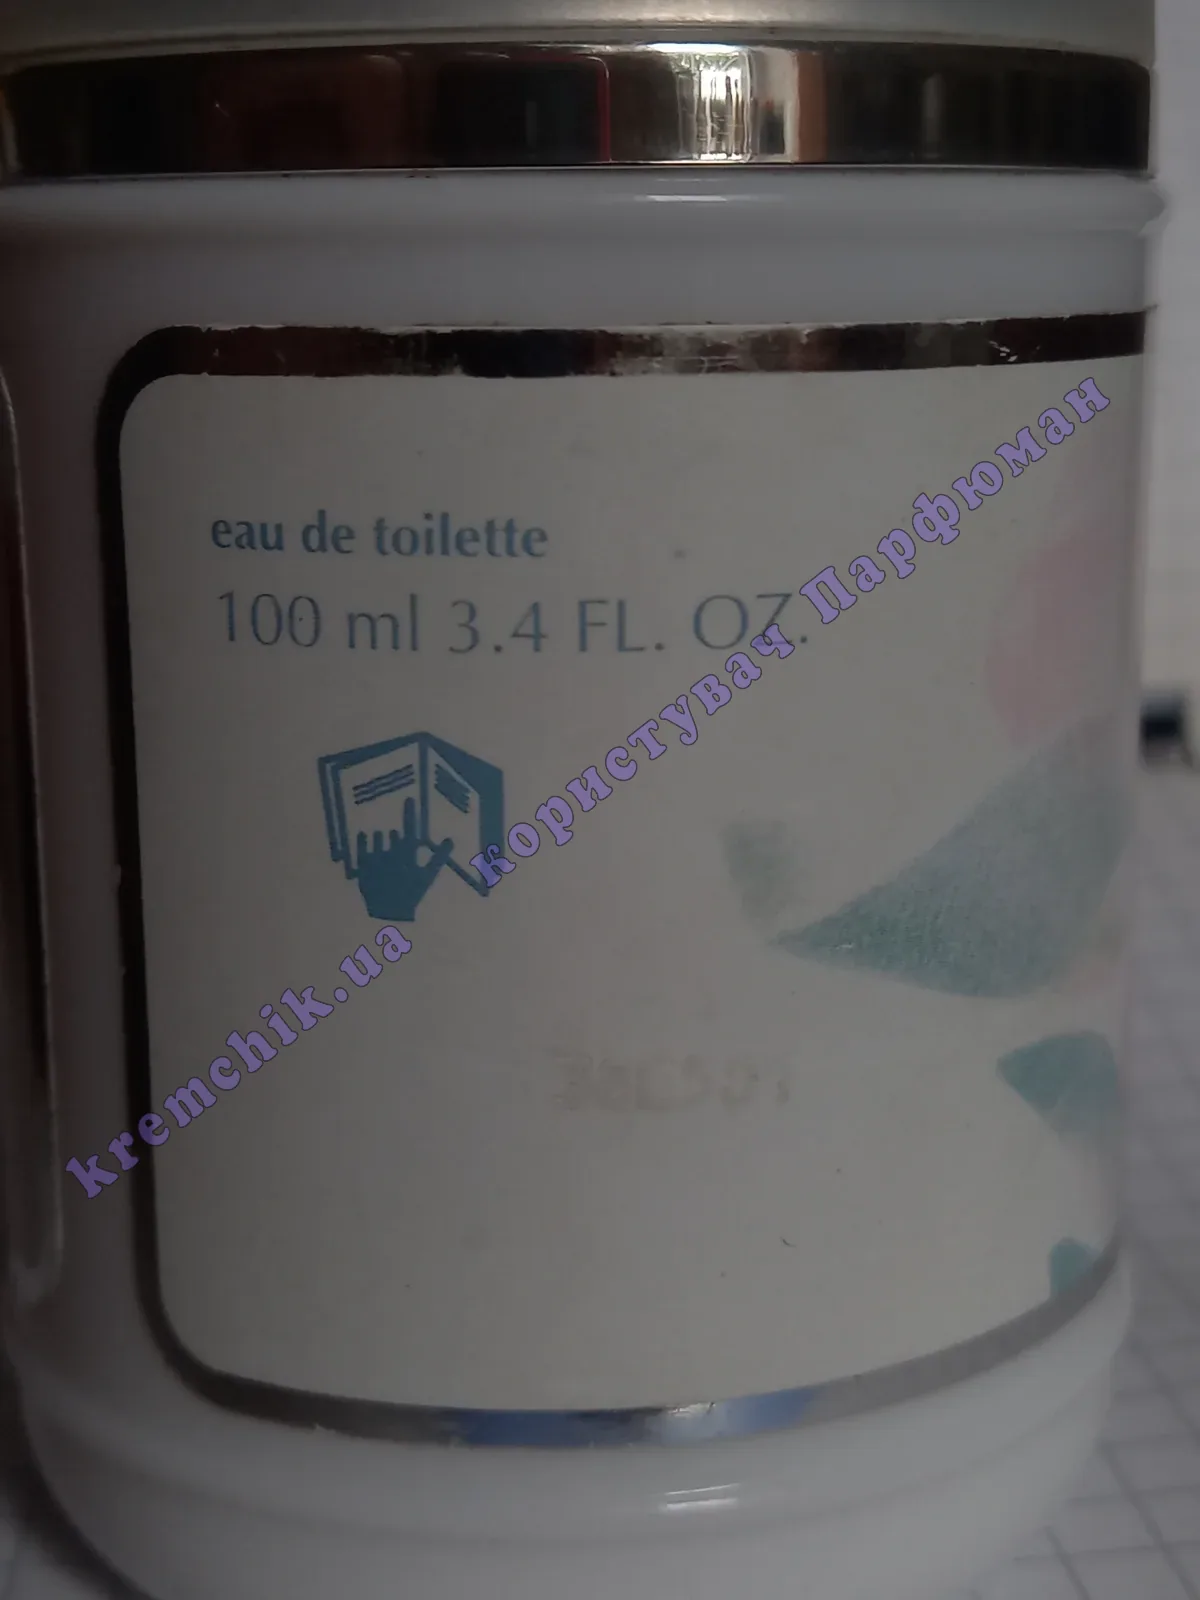 eau de toilette
100 ml 3.4 FL. OZ.
kremchik.ua користувач Парфюман